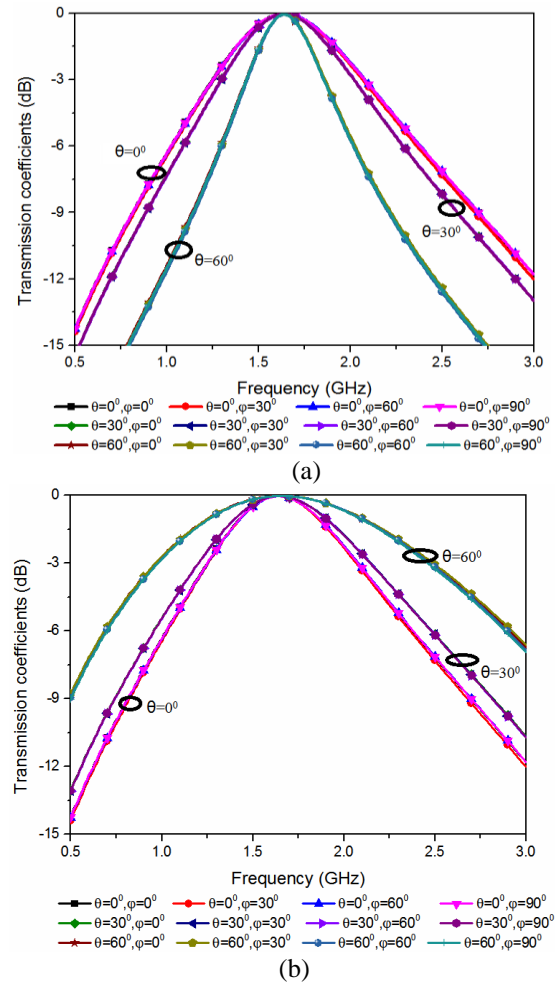 Transmission coefficients (dB)
0
-3
-6
-9
-12
-15
θ=0⁰
θ=30⁰
θ=60⁰
0.5 1.0 1.5 2.0 2.5 3.0
Frequency (GHz)
θ=0⁰,φ=0⁰ θ=0⁰,φ=30⁰ θ=0⁰,φ=60⁰ θ=0⁰,φ=90⁰
θ=30⁰,φ=0⁰ θ=30⁰,φ=30⁰ θ=30⁰,φ=60⁰ θ=30⁰,φ=90⁰
θ=60⁰,φ=0⁰ θ=60⁰,φ=30⁰ θ=60⁰,φ=60⁰ θ=60⁰,φ=90⁰
(a)
Transmission coefficients (dB)
0
-3
-6
-9
-12
-15
θ=60⁰
θ=30⁰
θ=0⁰
0.5 1.0 1.5 2.0 2.5 3.0
Frequency (GHz)
θ=0⁰,φ=0⁰ θ=0⁰,φ=30⁰ θ=0⁰,φ=60⁰ θ=0⁰,φ=90⁰
θ=30⁰,φ=0⁰ θ=30⁰,φ=30⁰ θ=30⁰,φ=60⁰ θ=30⁰,φ=90⁰
θ=60⁰,φ=0⁰ θ=60⁰,φ=30⁰ θ=60⁰,φ=60⁰ θ=60⁰,φ=90⁰
(b)